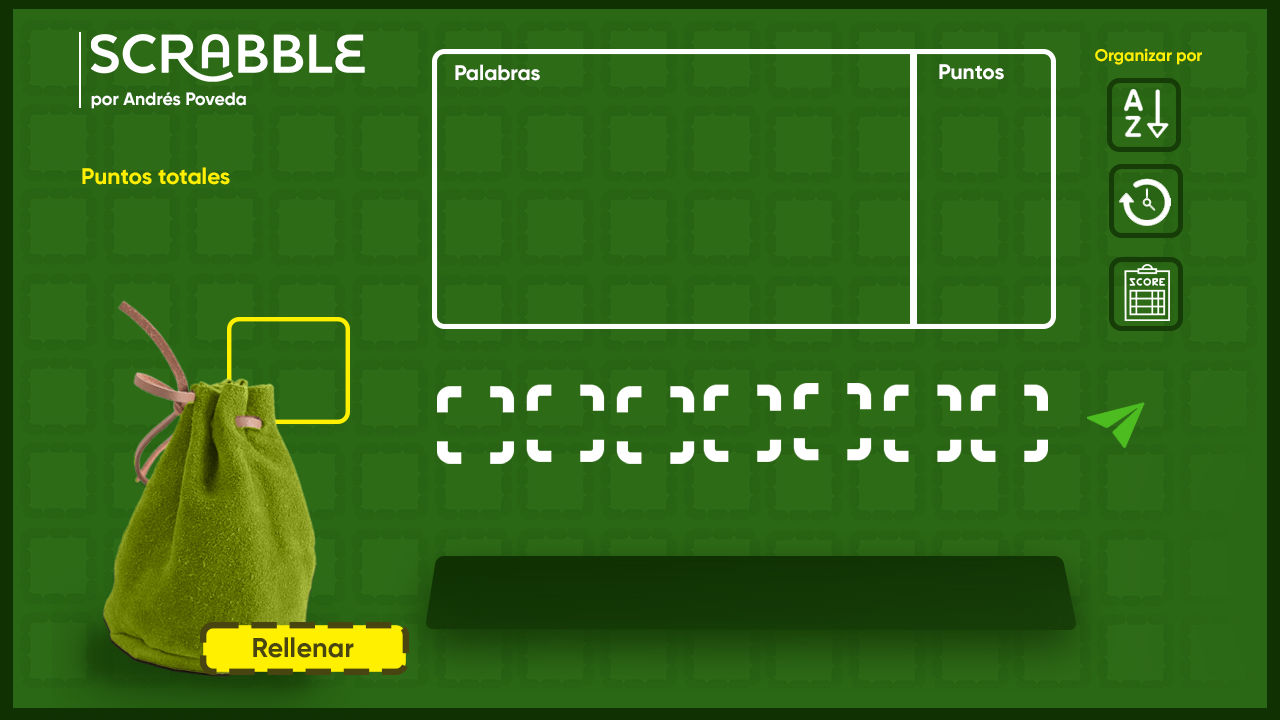 SCRABBLE
por Andrés Poveda
Puntos totales
Palabras
Puntos
Organizar por
A
Z
SCORE
Rellenar